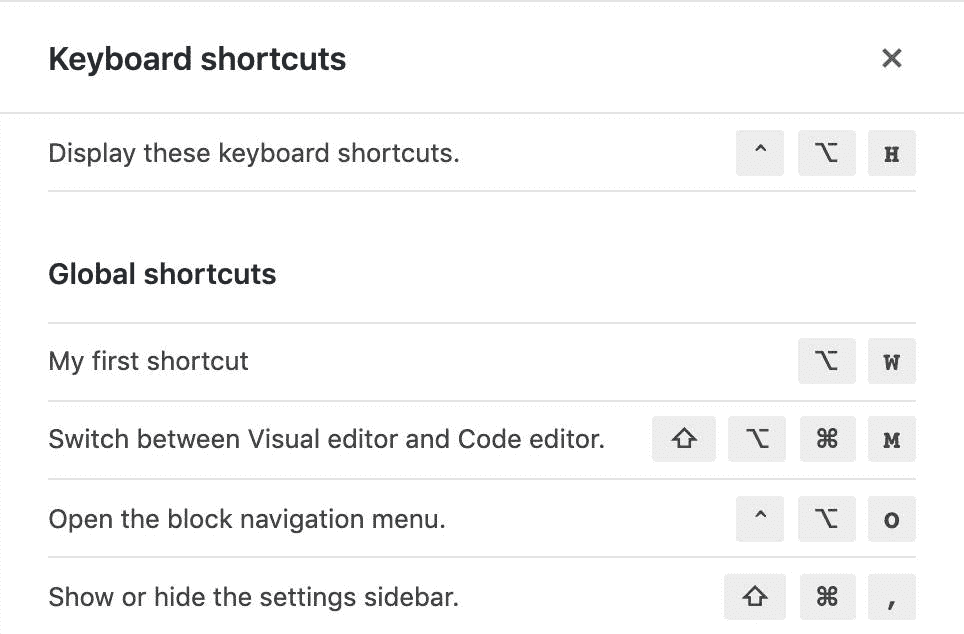 Keyboard shortcuts ×
Display these keyboard shortcuts. ^ ⌥ H
Global shortcuts
My first shortcut ⌥ W
Switch between Visual editor and Code editor. ⇧ ⌥ ⌘ M
Open the block navigation menu. ^ ⌥ O
Show or hide the settings sidebar. ⇧ ⌘ ,